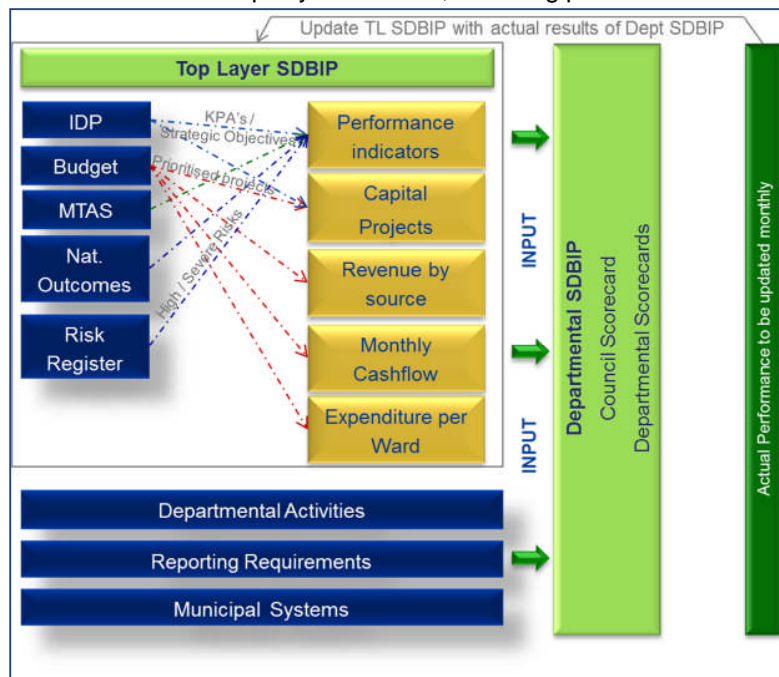 Update TL SDBIP with actual results of Dept SDBIP
Top Layer SDBIP
IDP
Budget
MTAS
Nat.
Outcomes
Risk
Register
KPA's /
Strategic Objectives
Prioritised projects
High / Severe Risks
Performance
indicators
Capital
Projects
Revenue by
source
Monthly
Cashflow
Expenditure per
Ward
INPUT
INPUT
Departmental SDBIP
Council Scorecard
Departmental Scorecards
Actual Performance to be updated monthly
Departmental Activities
Reporting Requirements
Municipal Systems